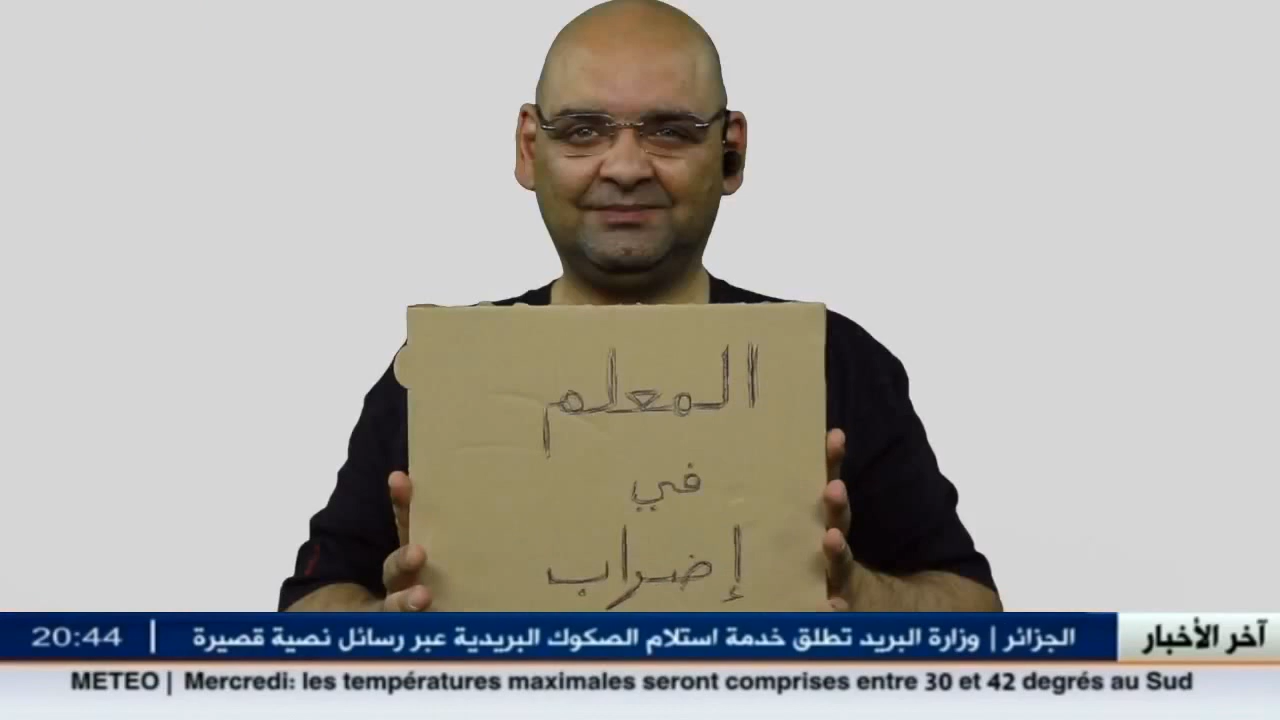 المعلم
في
إضراب
آخر الأخبار
الجزائر | وزارة البريد تطلق خدمة استلام الصكوك البريدية عبر رسائل نصية قصيرة
20:44
METEO | Mercredi: les températures maximales seront comprises entre 30 et 42 degrés au Sud